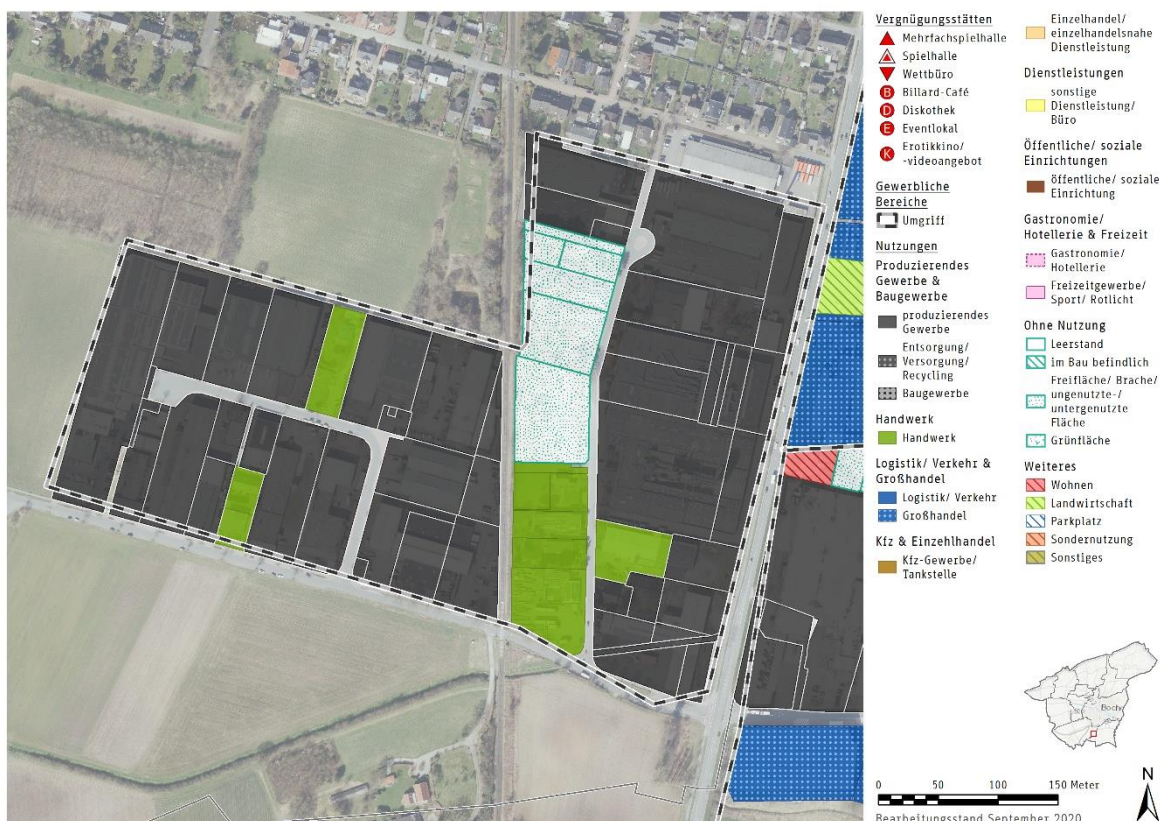 Vergnügungsstätten
Mehrfachspielhalle
Spielhalle
Wettbüro
B Billard-Café
D Diskothek
E Eventlokal
K Erotikkino/
-videoangebot
Gewerbliche
Bereiche
Umgriff
Nutzungen
Produzierendes
Gewerbe &
Baugewerbe
produzierendes
Gewerbe
Entsorgung/
Versorgung/
Recycling
Baugewerbe
Handwerk
Handwerk
Logistik/ Verkehr &
Großhandel
Logistik/ Verkehr
Großhandel
Kfz & Einzehlhandel
Kfz-Gewerbe/
Tankstelle
Einzelhandel/
einzelhandelsnahe
Dienstleistung
Dienstleistungen
sonstige
Dienstleistung/
Büro
Öffentliche/ soziale
Einrichtungen
öffentliche/ soziale
Einrichtung
Gastronomie/
Hotellerie & Freizeit
Gastronomie/
Hotellerie
Freizeitgewerbe/
Sport/ Rotlicht
Ohne Nutzung
Leerstand
im Bau befindlich
Freifläche/ Brache/
ungenutzte-/
untergenutzte
Fläche
Grünfläche
Weiteres
Wohnen
Landwirtschaft
Parkplatz
Sondernutzung
Sonstiges
N
0 50 100 150 Meter
Bearbeitungsstand September 2020